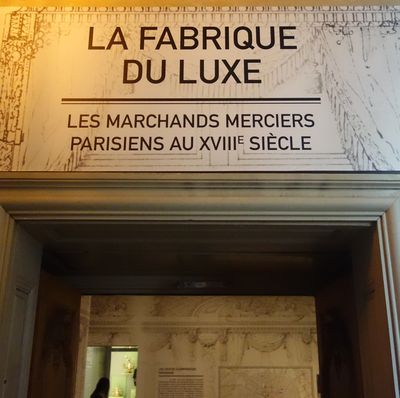 LA FABRIQUE
DU LUXE
LES MARCHANDS MERCIERS
PARISIENS AU XVIIIE SIÈCLE